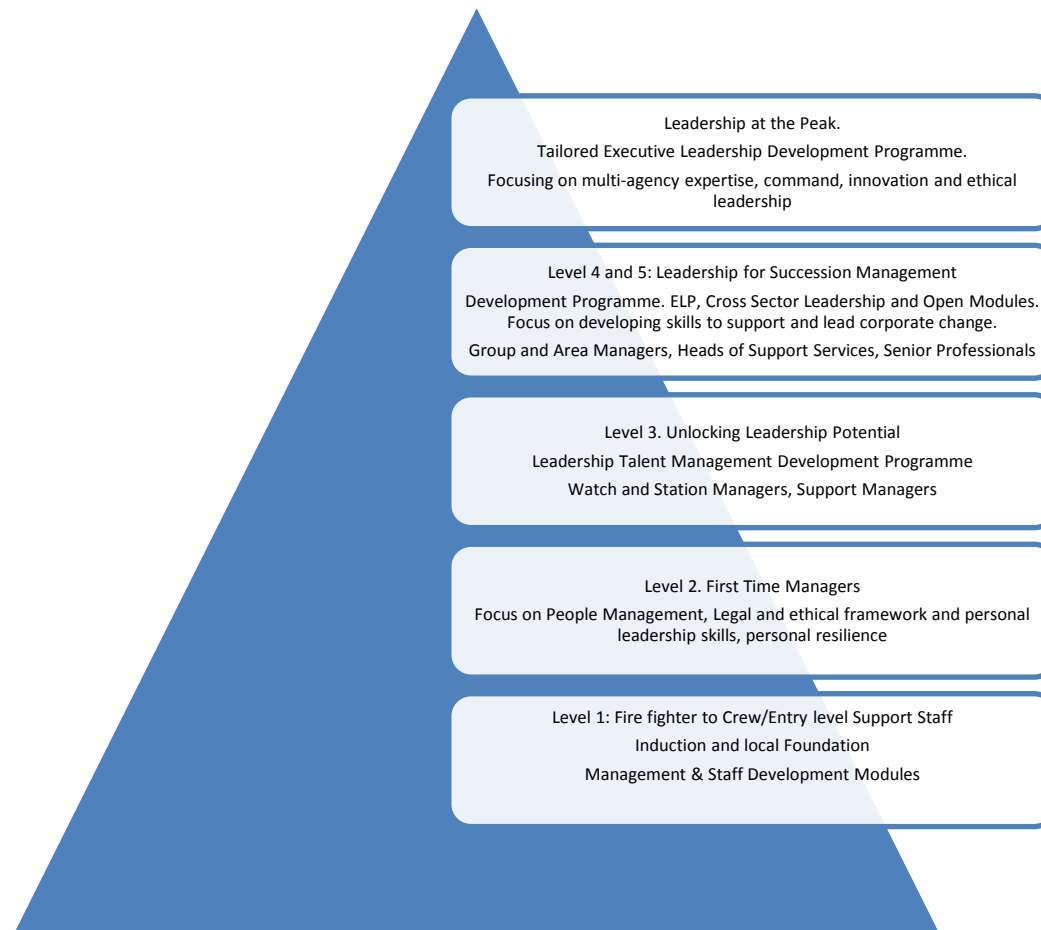 Leadership at the Peak.
Tailored Executive Leadership Development Programme.
Focusing on multi-agency expertise, command, innovation and ethical
leadership
Level 4 and 5: Leadership for Succession Management
Development Programme. ELP, Cross Sector Leadership and Open Modules.
Focus on developing skills to support and lead corporate change.
Group and Area Managers, Heads of Support Services, Senior Professionals
Level 3. Unlocking Leadership Potential
Leadership Talent Management Development Programme
Watch and Station Managers, Support Managers
Level 2. First Time Managers
Focus on People Management, Legal and ethical framework and personal
leadership skills, personal resilience
Level 1: Fire fighter to Crew/Entry level Support Staff
Induction and local Foundation
Management & Staff Development Modules